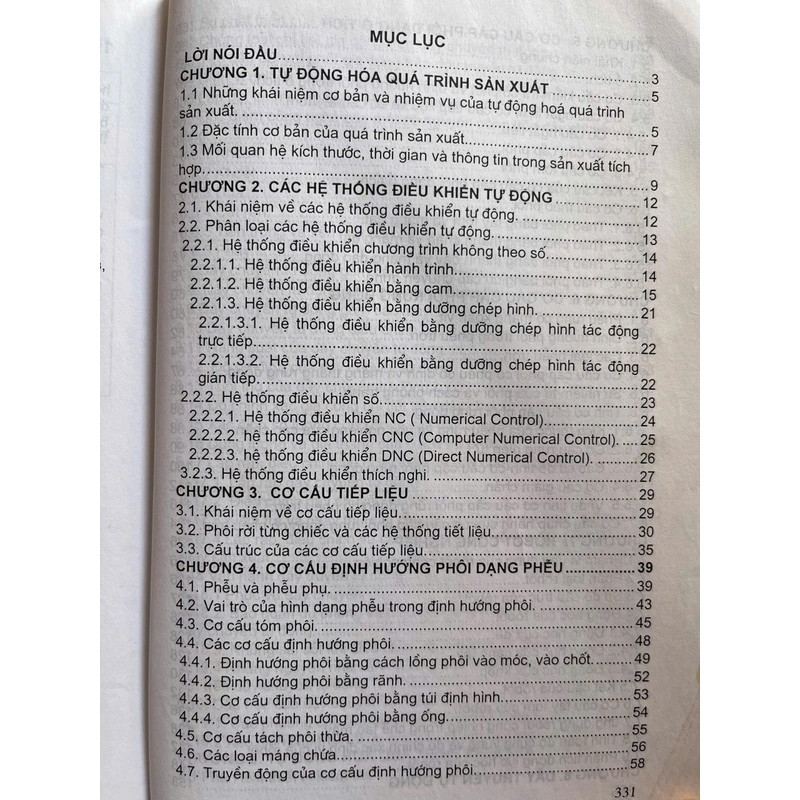 MỤC LỤC
LỜI NÓI ĐẦU..........3
CHƯƠNG 1. TỰ ĐỘNG HÓA QUÁ TRÌNH SẢN XUẤT..........5
1.1 Những khái niệm cơ bản và nhiệm vụ của tự động hoá quá trình
sản xuất...........5
1.2 Đặc tính cơ bản của quá trình sản xuất..........7
1.3 Mối quan hệ kích thước, thời gian và thông tin trong sản xuất tích
hợp..........9
CHƯƠNG 2. CÁC HỆ THỐNG ĐIỀU KHIỂN TỰ ĐỘNG..........12
2.1. Khái niệm về các hệ thống điều khiển tự động...........12
2.2. Phân loại các hệ thống điều khiển tự động...........13
2.2.1. Hệ thống điều khiển chương trình không theo số...........14
2.2.1.1. Hệ thống điều khiển hành trình..........14
2.2.1.2. Hệ thống điều khiển bằng cam..........15
2.2.1.3. Hệ thống điều khiển bằng dưỡng chép hình...........21
2.2.1.3.1. Hệ thống điều khiển bằng dưỡng chép hình tác động
trực tiếp..........22
2.2.1.3.2. Hệ thống điều khiển bằng dưỡng chép hình tác động
gián tiếp..........22
2.2.2. Hệ thống điều khiển số..........23
2.2.2.1. Hệ thống điều khiển NC ( Numerical Control)..........24
2.2.2.2. hệ thống điều khiển CNC (Computer Numerical Control). ....25
2.2.2.3. hệ thống điều khiển DNC (Direct Numerical Control). ..........26
3.2.3. Hệ thống điều khiển thích nghi. ..........27
CHƯƠNG 3. CƠ CẤU TIẾP LIỆU..........29
3.1. Khái niệm về cơ cấu tiếp liệu..........29
3.2. Phôi rời từng chiếc và các hệ thống tiết liệu..........30
3.3. Cấu trúc của các cơ cấu tiếp liệu..........35
CHƯƠNG 4. CƠ CẤU ĐỊNH HƯỚNG PHÔI DẠNG PHỄU..........39
4.1. Phễu và phễu phụ...........39
4.2. Vai trò của hình dạng phễu trong định hướng phôi...........43
4.3. Cơ cấu tóm phôi...........45
4.4. Các cơ cấu định hướng phôi...........48
4.4.1. Định hướng phôi bằng cách lồng phôi vào móc, vào chốt..........49
4.4.2. Định hướng phôi bằng rãnh...........52
4.4.3. Cơ cấu định hướng phôi bằng túi định hình..........53
4.4.4. Cơ cấu định hướng phôi bằng ống..........54
4.5. Cơ cấu tách phôi thừa...........55
4.6. Các loại máng chứa..........56
4.7. Truyền động của cơ cấu định hướng phôi..........58
331